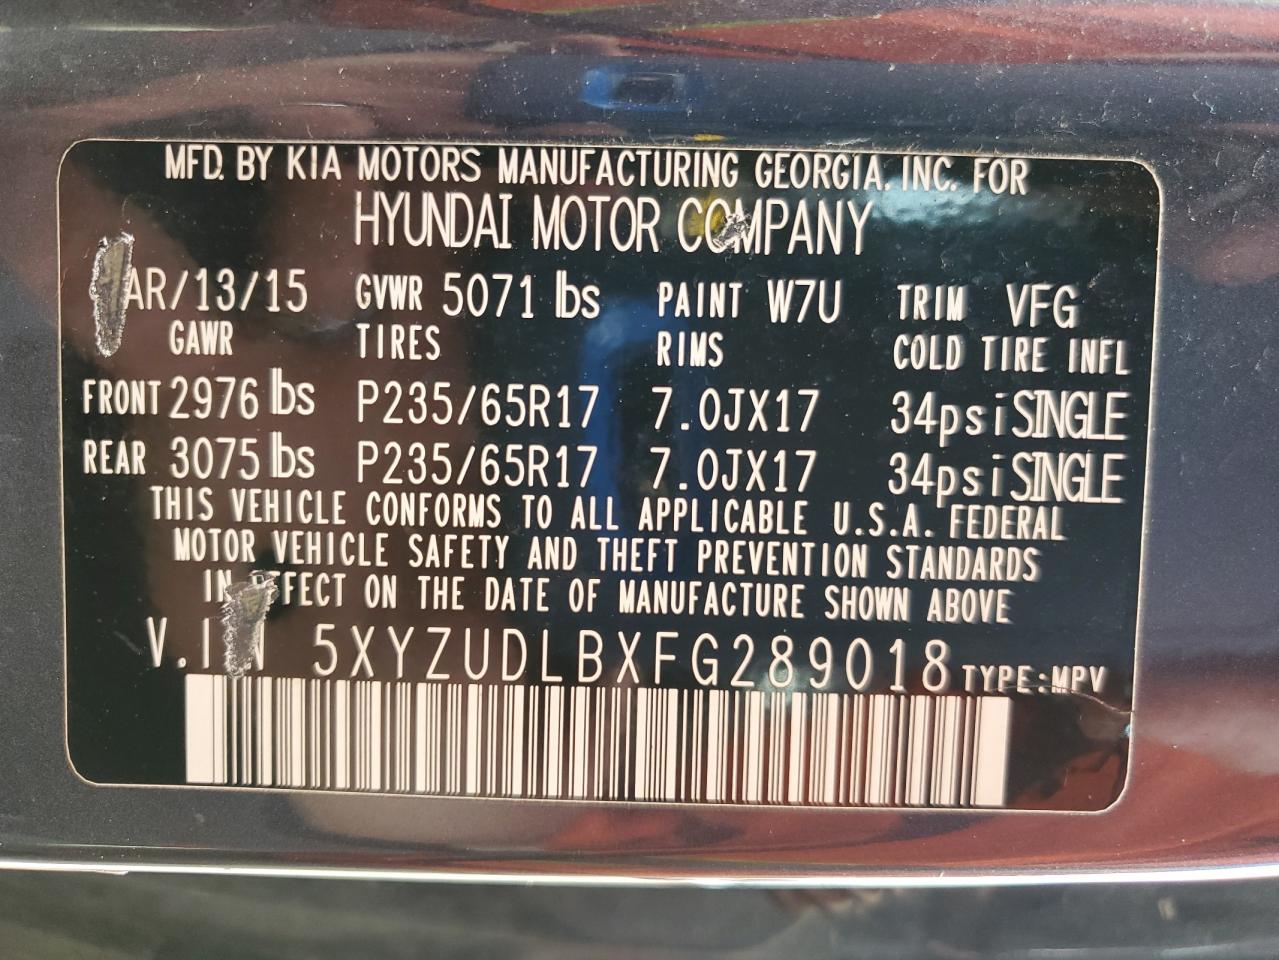 MFD. BY KIA MOTORS MANUFACTURING GEORGIA, INC. FOR
HYUNDAI MOTOR COMPANY
AR/13/15 GVWR 5071 lbs PAINT W7U TRIM VFG
GAWR TIRES RIMS COLD TIRE INFL
FRONT 2976 lbs P235/65R17 7.0JX17 34psi SINGLE
REAR 3075 lbs P235/65R17 7.0JX17 34psi SINGLE
THIS VEHICLE CONFORMS TO ALL APPLICABLE U.S.A. FEDERAL
MOTOR VEHICLE SAFETY AND THEFT PREVENTION STANDARDS
IN EFFECT ON THE DATE OF MANUFACTURE SHOWN ABOVE
V.I.N 5XYZUDLBXFG289018 TYPE:MPV